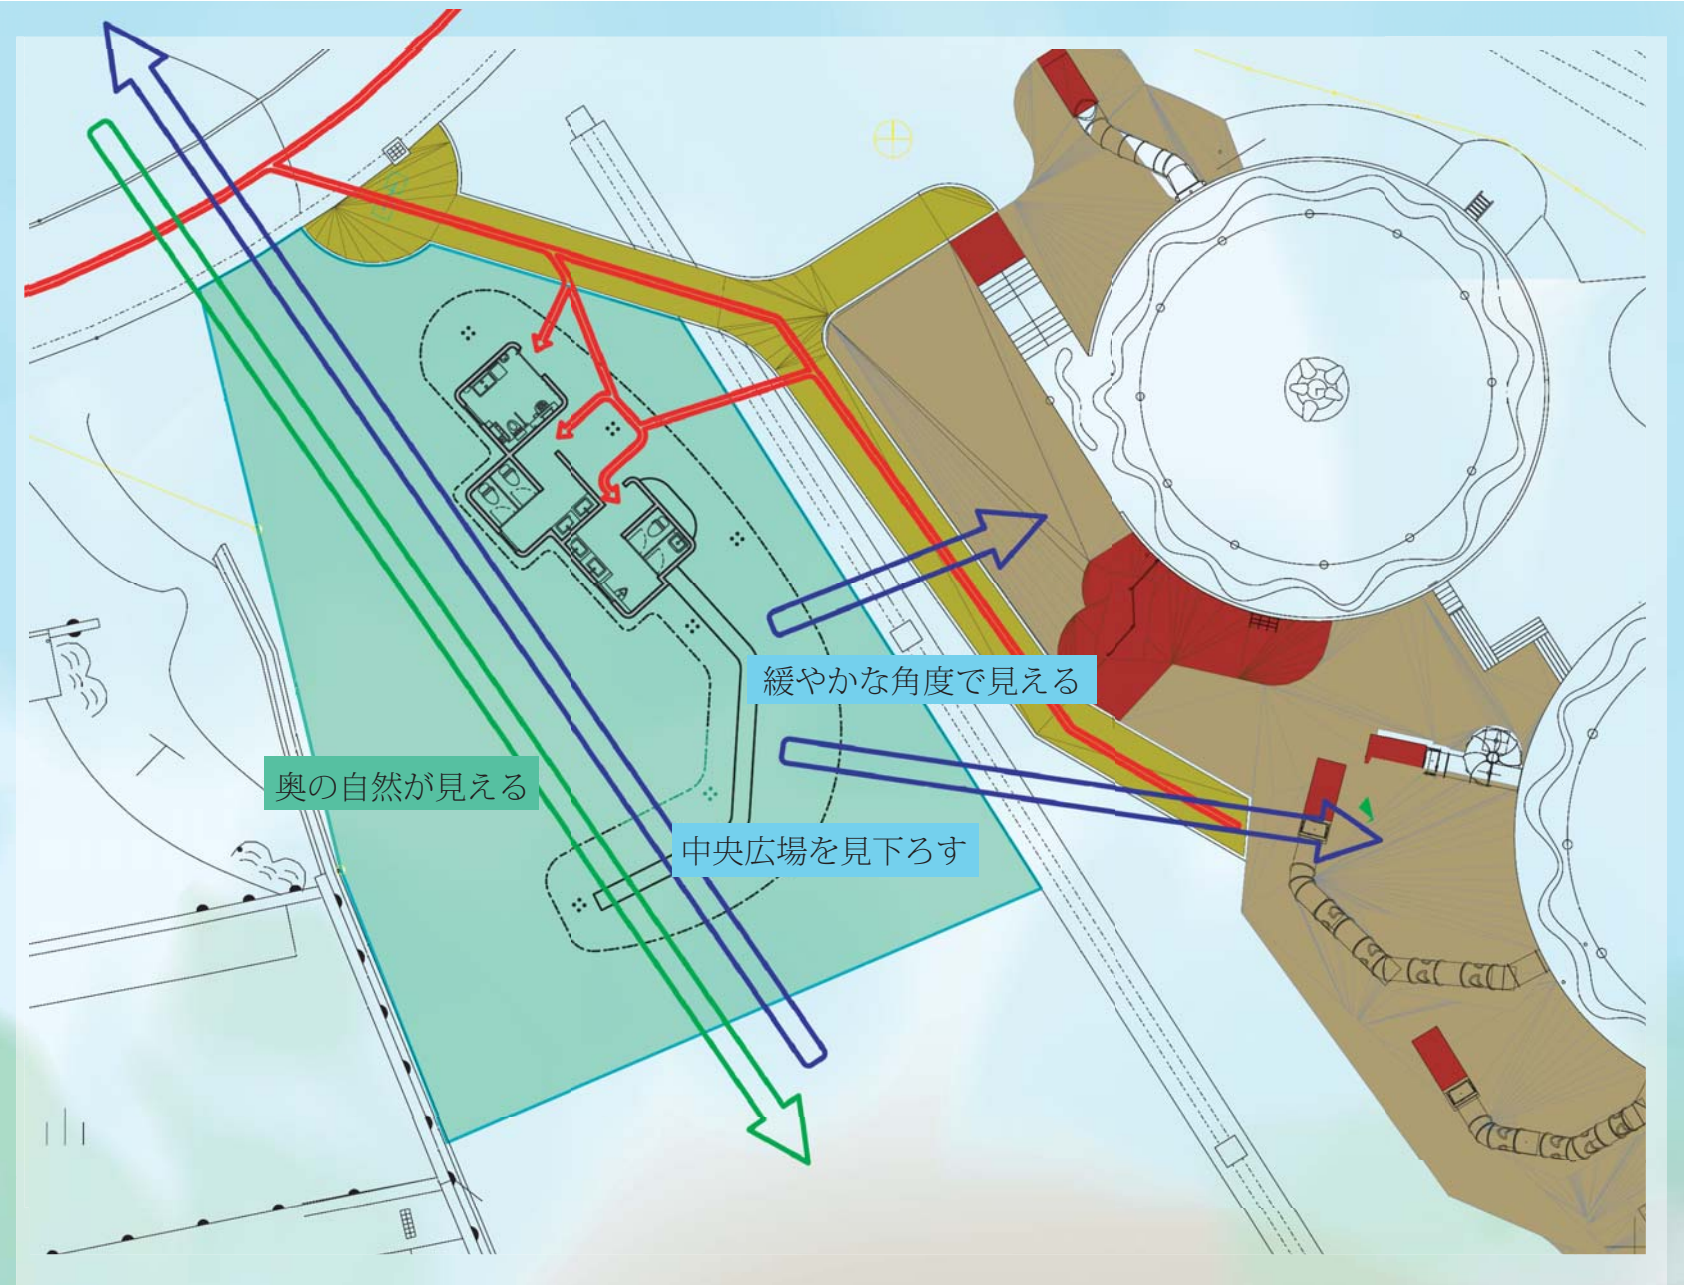 緩やかな角度で見える
奥の自然が見える
中央広場を見下ろす